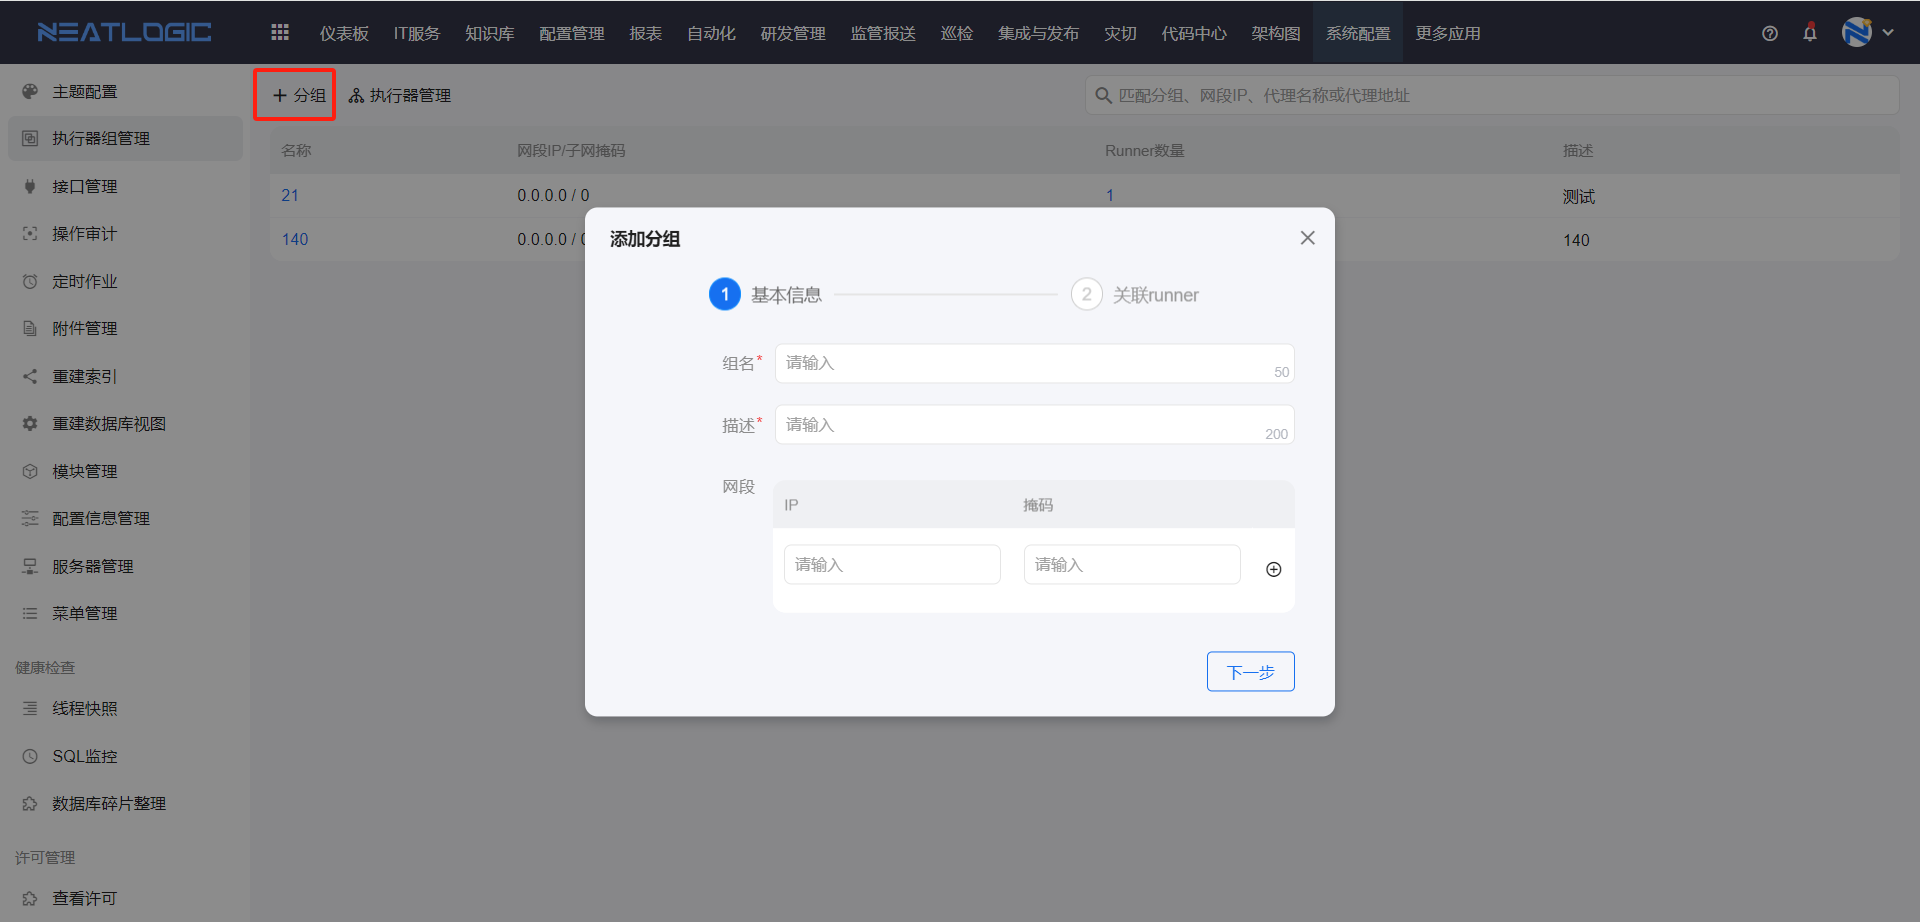 NEATLOGIC
仪表板 IT服务 知识库 配置管理 报表 自动化 研发管理 监管报送 巡检 集成与发布 灾切 代码中心 架构图 系统配置 更多应用
主题配置
执行器组管理
接口管理
操作审计
定时作业
附件管理
重建索引
重建数据库视图
模块管理
配置信息管理
服务器管理
菜单管理
健康检查
线程快照
SQL监控
数据库碎片整理
许可管理
查看许可
分组 执行器管理
匹配分组、网段IP、代理名称或代理地址
名称 网段IP/子网掩码 Runner数量 描述
21 0.0.0.0 / 0 1 测试
140 0.0.0.0 / 140
添加分组
1 基本信息 2 关联runner
组名* 请输入 50
描述* 请输入 200
网段 IP 掩码
请输入 请输入
下一步